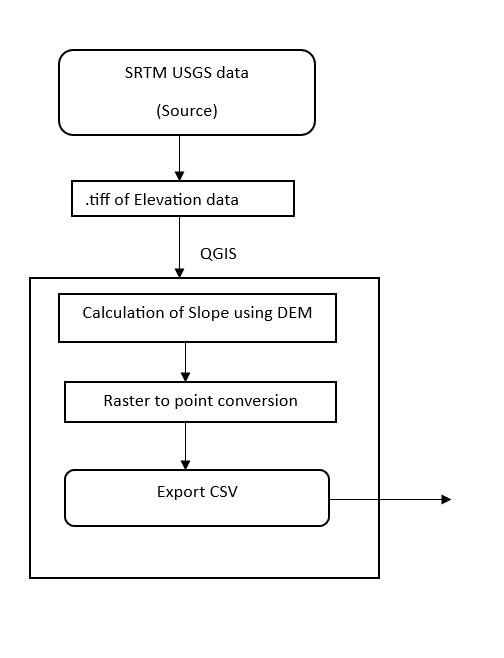 SRTM USGS data
(Source)
.tiff of Elevation data
QGIS
Calculation of Slope using DEM
Raster to point conversion
Export CSV